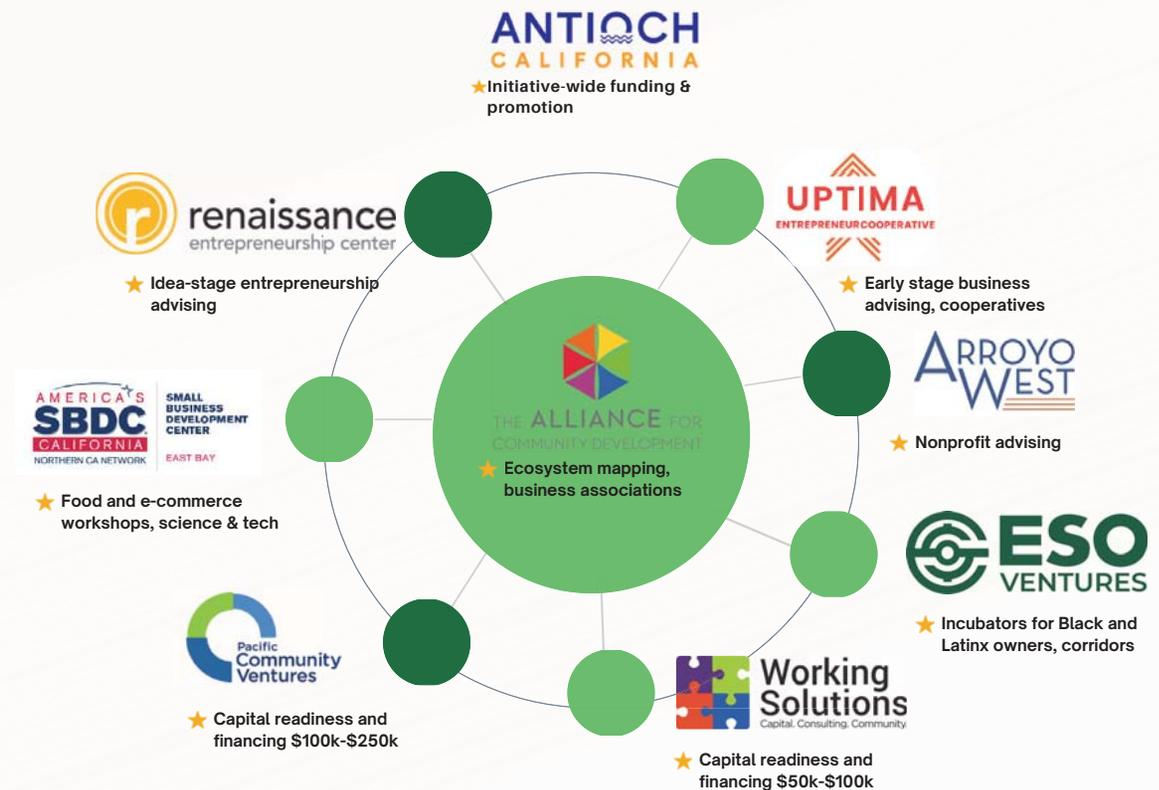 ANTIOCH
CALIFORNIA
Initiative-wide funding &
promotion
r renaissance
entrepreneurship center
Idea-stage entrepreneurship
advising
UPTIMA
ENTREPRENEUR COOPERATIVE
Early stage business
advising, cooperatives
ARROYO
WEST
Nonprofit advising
THE ALLIANCE FOR
COMMUNITY DEVELOPMENT
Ecosystem mapping,
business associations
AMERICA'S
SBDC
CALIFORNIA
NORTHERN CA NETWORK
SMALL
BUSINESS
DEVELOPMENT
CENTER
EAST BAY
Food and e-commerce
workshops, science & tech
ESO
VENTURES
Incubators for Black and
Latinx owners, corridors
Pacific
Community
Ventures
Capital readiness and
financing $100k-$250k
Working
Solutions
Capital. Consulting. Community.
Capital readiness and
financing $50k-$100k